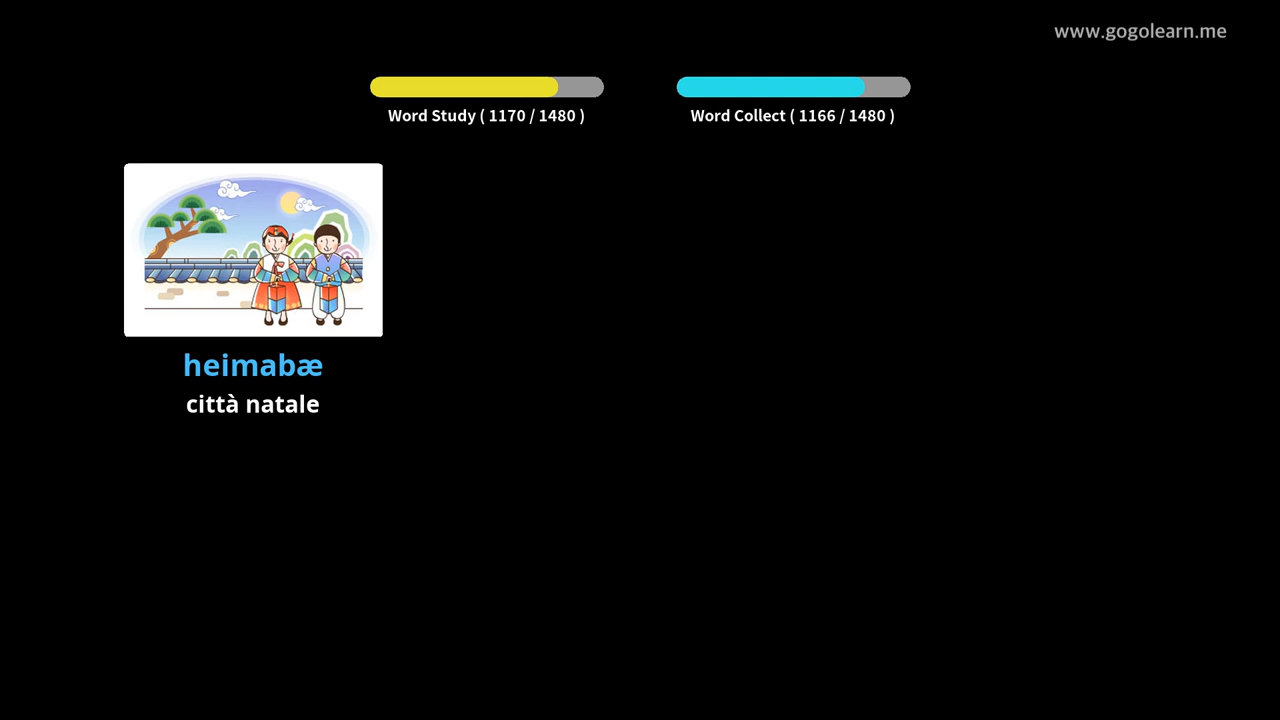 www.gogolearn.me
Word Study ( 1170 / 1480 )
Word Collect ( 1166 / 1480 )
heimabæ
città natale